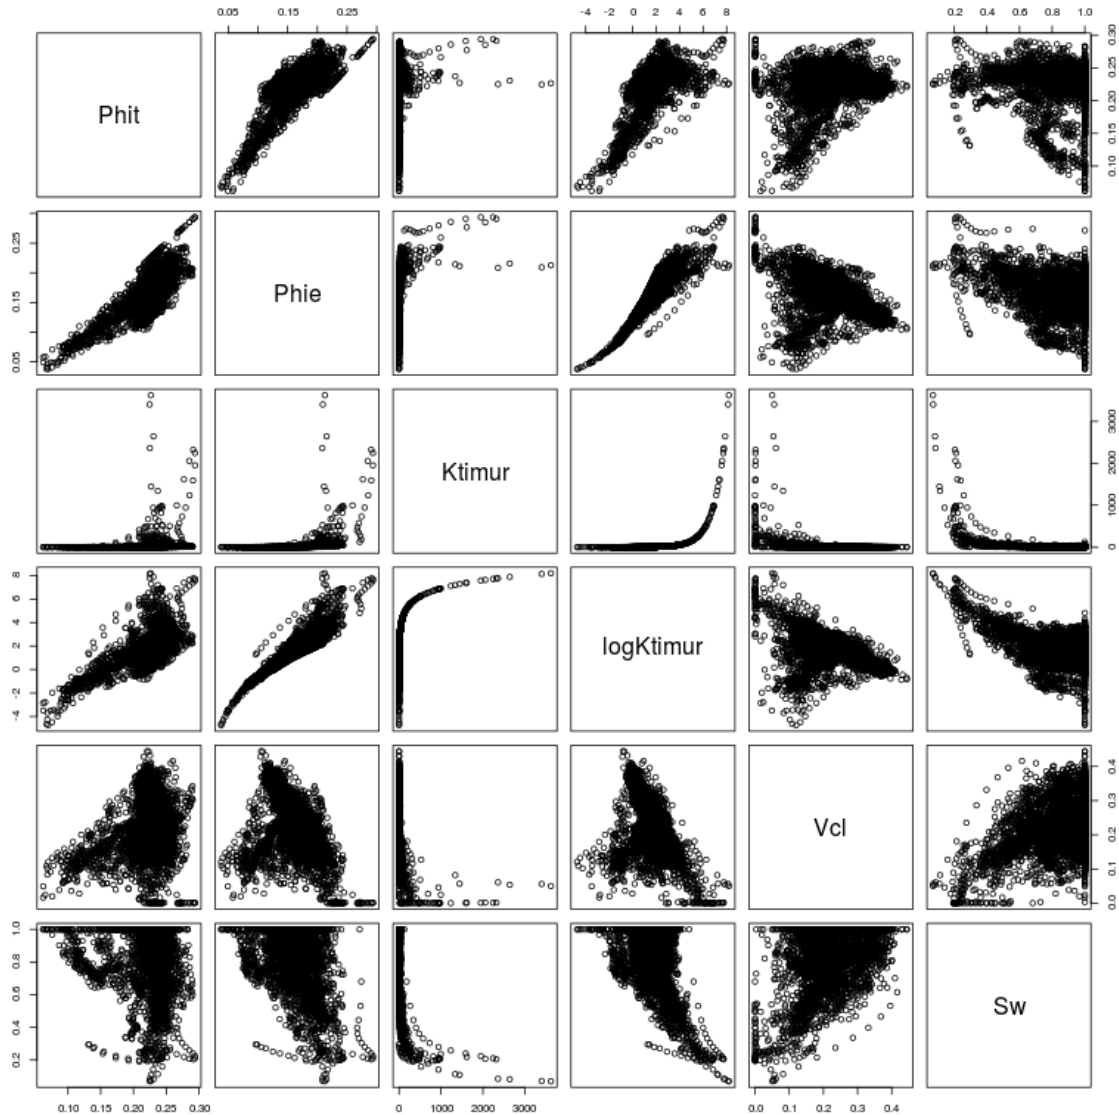 0.05 0.15 0.25 -4 -2 0 2 4 6 8 0.2 0.4 0.6 0.8 1.0
Phit
0.10 0.15 0.20 0.25
0.05 0.15 0.25
Phie
Ktimur
0 1000 2000 3000
-4 -2 0 2 4 6 8
logKtimur
Vcl
0.0 0.1 0.2 0.3 0.4
0.2 0.4 0.6 0.8 1.0
Sw
0.10 0.15 0.20 0.25 0.30 0 1000 3000 0.0 0.1 0.2 0.3 0.4